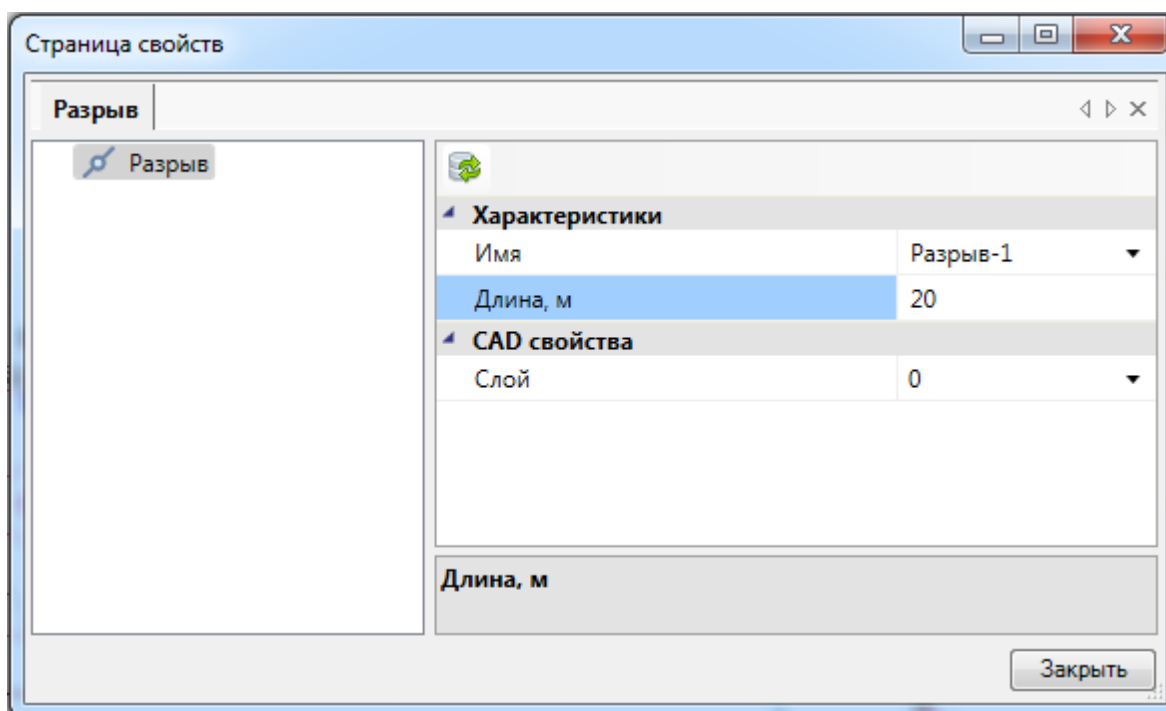 Страница свойств
Разрыв
Разрыв
Характеристики
Имя Разрыв-1
Длина, м 20
CAD свойства
Слой 0
Длина, м
Закрыть